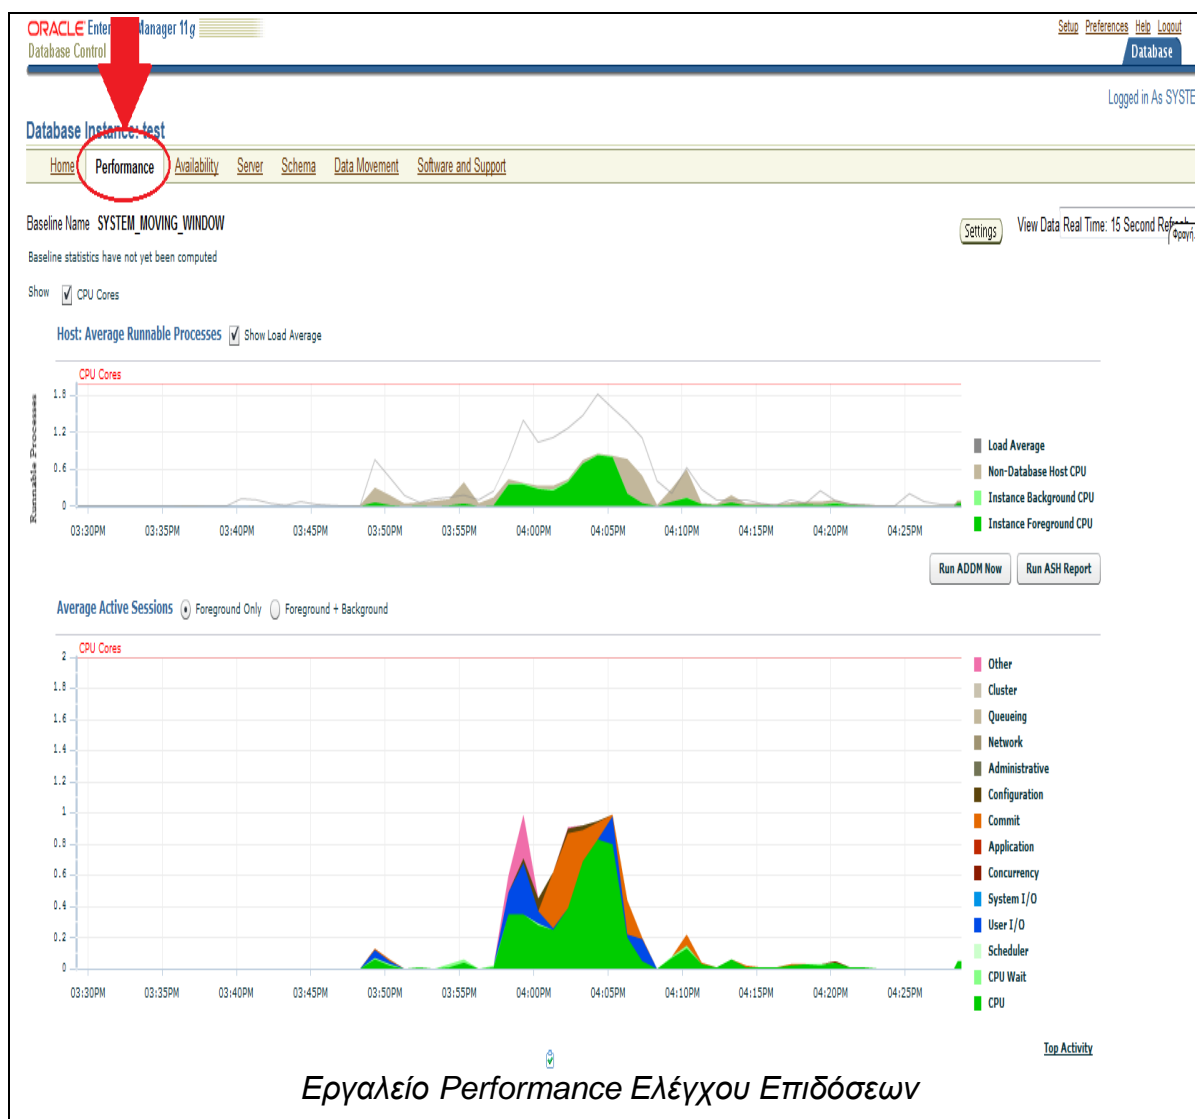 ORACLE Enterprise Manager 11g
Database Control
Setup Preferences Help Logout
Database
Logged in As SYSTE
Database Instance: test
Home Performance Availability Server Schema Data Movement Software and Support
Baseline Name SYSTEM_MOVING_WINDOW
Settings
View Data Real Time: 15 Second Refresh
Φραγή
Baseline statistics have not yet been computed
Show CPU Cores
Host: Average Runnable Processes Show Load Average
CPU Cores
Runnable Processes
1.8
1.2
0.6
0
03:30PM 03:35PM 03:40PM 03:45PM 03:50PM 03:55PM 04:00PM 04:05PM 04:10PM 04:15PM 04:20PM 04:25PM
Load Average
Non-Database Host CPU
Instance Background CPU
Instance Foreground CPU
Run ADDM Now
Run ASH Report
Average Active Sessions Foreground Only Foreground + Background
CPU Cores
2
1.8
1.6
1.4
1.2
1
0.8
0.6
0.4
0.2
0
03:30PM 03:35PM 03:40PM 03:45PM 03:50PM 03:55PM 04:00PM 04:05PM 04:10PM 04:15PM 04:20PM 04:25PM
Other
Cluster
Queueing
Network
Administrative
Configuration
Commit
Application
Concurrency
System I/O
User I/O
Scheduler
CPU Wait
CPU
Top Activity
Εργαλείο Performance Ελέγχου Επιδόσεων